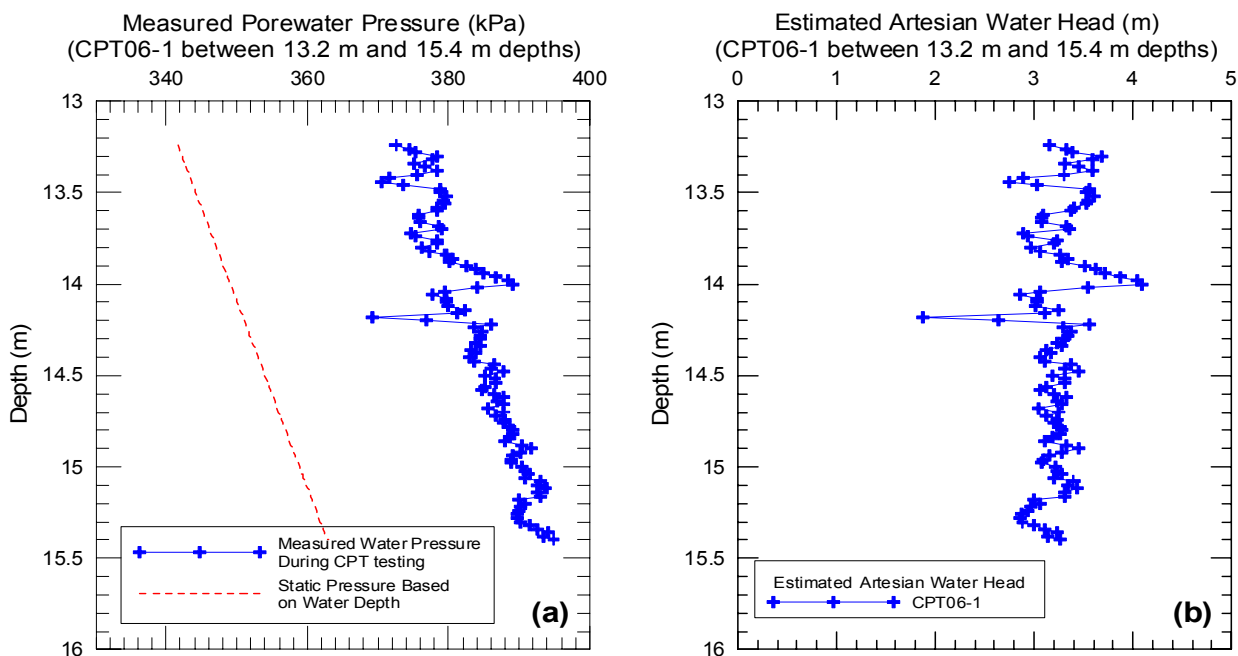 Measured Porewater Pressure (kPa)
(CPT06-1 between 13.2 m and 15.4 m depths)
340 360 380 400
13
13.5
14
14.5
15
15.5
16
Depth (m)
Measured Water Pressure
During CPT testing
Static Pressure Based
on Water Depth
(a)
Estimated Artesian Water Head (m)
(CPT06-1 between 13.2 m and 15.4 m depths)
0 1 2 3 4 5
13
13.5
14
14.5
15
15.5
16
Depth (m)
Estimated Artesian Water Head
CPT06-1
(b)